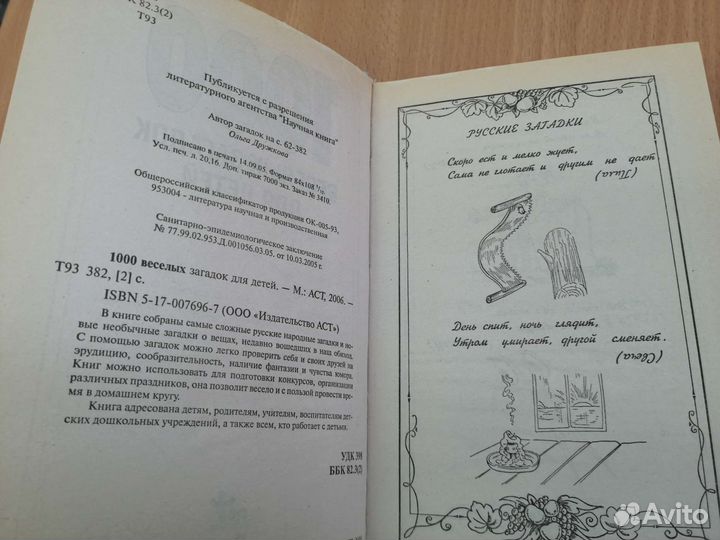 К 82.3(2)
Т93
Публикуется с разрешения
литературного агентства "Научная книга"
Автор загадок на с. 62-382
Ольга Дружкова
Подписано в печать 14.09.05. Формат 84x108 1/32.
Усл. печ. л. 20,16. Доп. тираж 7000 экз. Заказ № 3410.
Общероссийский классификатор продукции ОК-005-93,
953004 - литература научная и производственная
Санитарно-эпидемиологическое заключение
№ 77.99.02.953.Д.001056.03.05 от 10.03.2005 г.
1000 веселых загадок для детей. — М.: АСТ, 2006. —
Т93 382, [2] с.
ISBN 5-17-007696-7 (ООО «Издательство АСТ»)
В книге собраны самые сложные русские народные загадки и но-
вые необычные загадки о вещах, недавно вошедших в наш обиход.
С помощью загадок можно легко проверить себя и своих друзей на
эрудицию, сообразительность, наличие фантазии и чувства юмора.
Книг можно использовать для подготовки конкурсов, организации
различных праздников, она позволит весело и с пользой провести вре-
мя в домашнем кругу.
Книга адресована детям, родителям, учителям, воспитателям дет-
ских дошкольных учреждений, а также всем, кто работает с детьми.
УДК 398
ББК 82.3(2)
РУССКИЕ ЗАГАДКИ
Скоро ест и мелко жует,
Сама не глотает и другим не дает
(Пила)
День спит, ночь глядит,
Утром умирает, другой сменяет.
(Свеча)
Avito